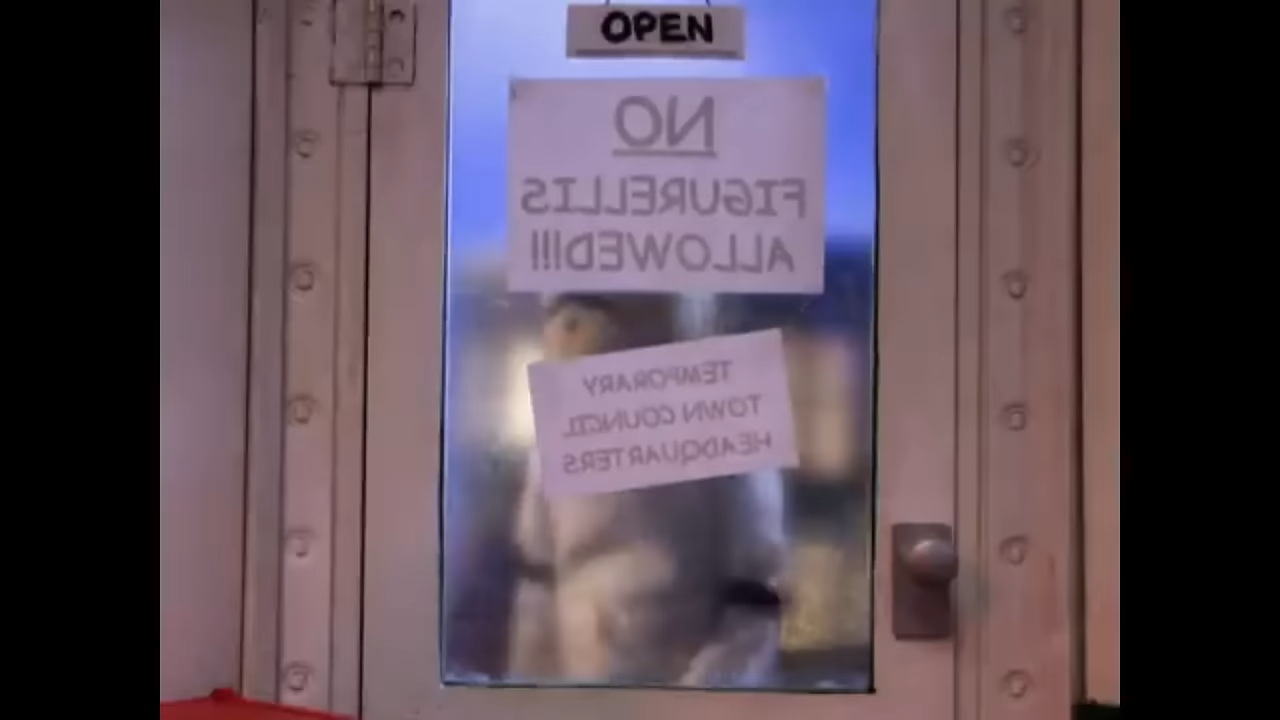 OPEN
NO
FIGURELLIS
ALLOWED!!!
TEMPORARY
TOWN COUNCIL
HEADQUARTERS